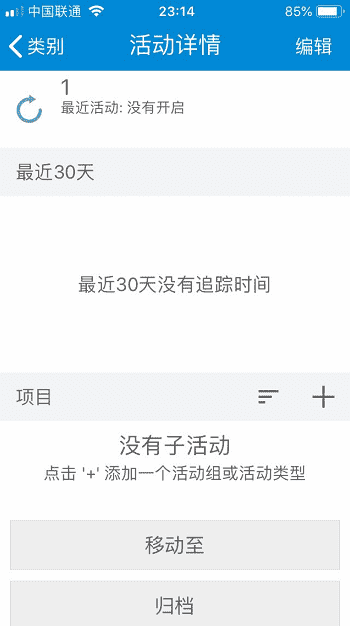 中国联通 23:14 85%
类别 活动详情 编辑
1
最近活动: 没有开启
最近30天
最近30天没有追踪时间
项目
没有子活动
点击 '+' 添加一个活动组或活动类型
移动至
归档